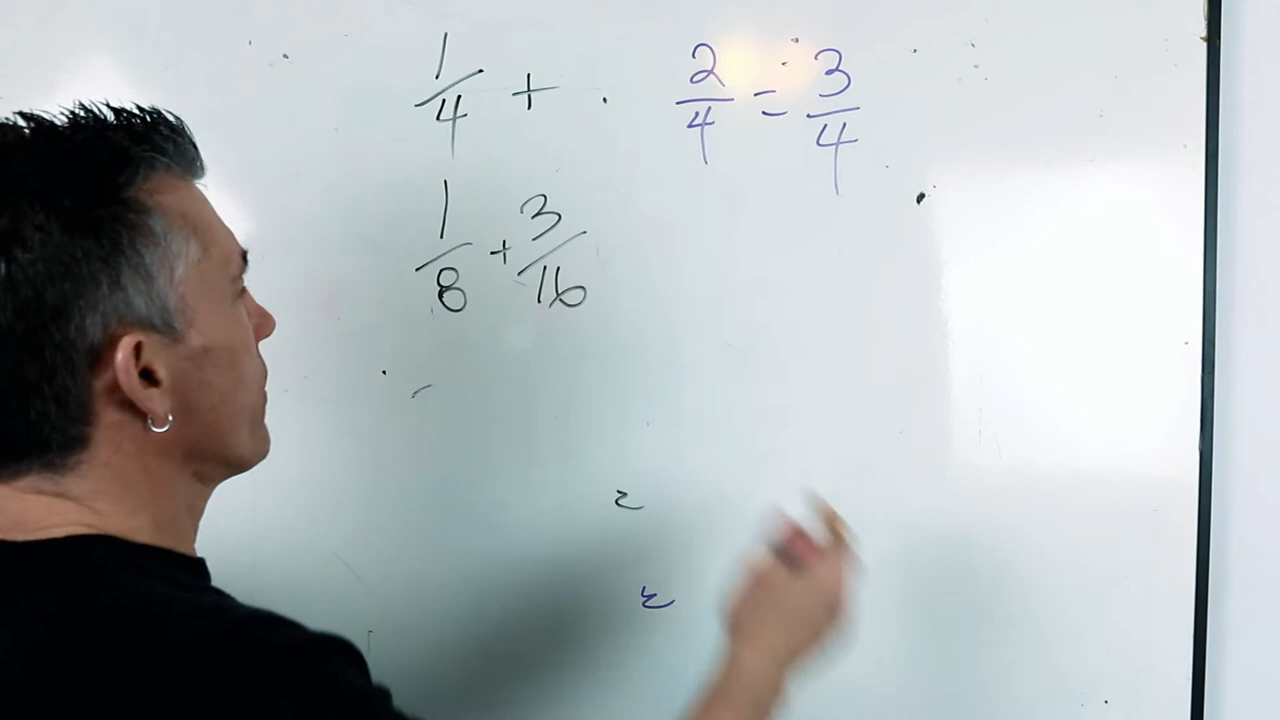 1/4 + 2/4 = 3/4
1/8 + 3/16